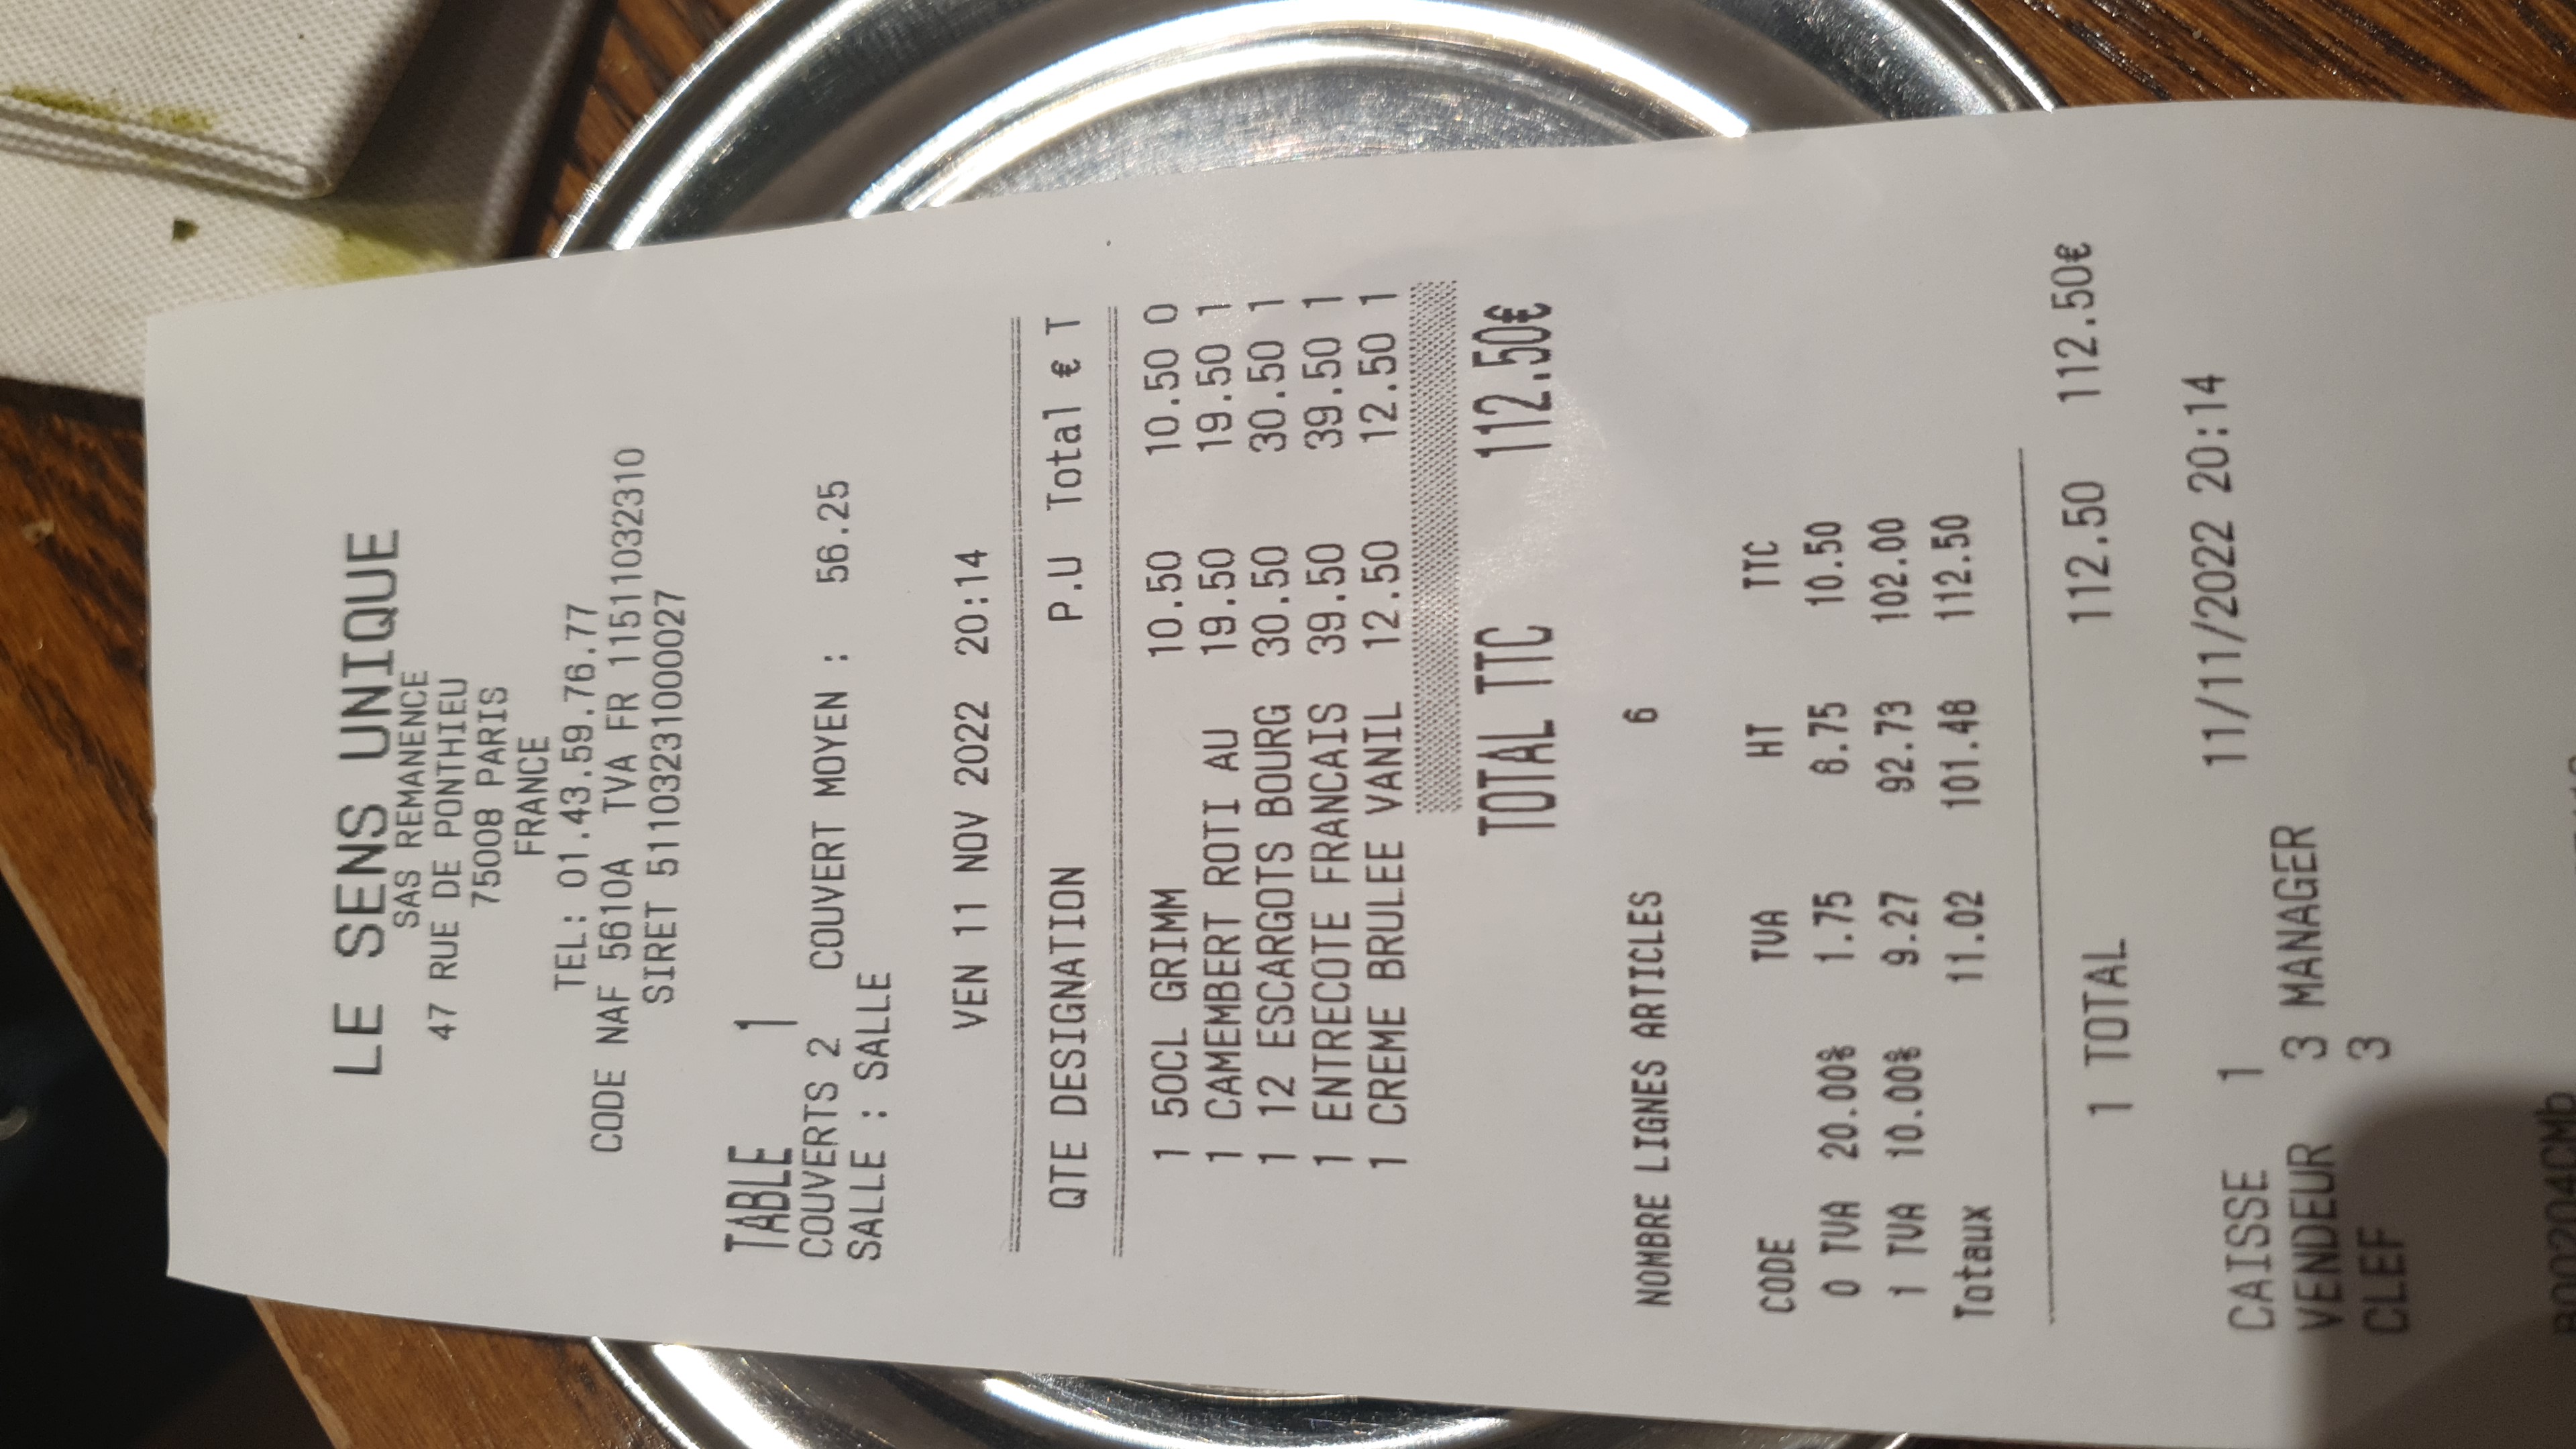 LE SENS UNIQUE
SAS REMANENCE
47 RUE DE PONTHIEU
75008 PARIS
FRANCE
TEL: 01.43.59.76.77
CODE NAF 5610A TVA FR 11511032310
SIRET 51103231000027
TABLE 1
COUVERTS 2 COUVERT MOYEN : 56.25
SALLE : SALLE
VEN 11 NOV 2022 20:14
QTE DESIGNATION P.U Total € T
1 50CL GRIMM 10.50 10.50 0
1 CAMEMBERT ROTI AU 19.50 19.50 1
1 12 ESCARGOTS BOURG 30.50 30.50 1
1 ENTRECOTE FRANCAIS 39.50 39.50 1
1 CREME BRULEE VANIL 12.50 12.50 1
TOTAL TTC 112.50€
NOMBRE LIGNES ARTICLES 6
CODE TVA HT TTC
0 TVA 20.00% 1.75 8.75 10.50
1 TVA 10.00% 9.27 92.73 102.00
Totaux 11.02 101.48 112.50
1 TOTAL 112.50 112.50€
CAISSE 1 11/11/2022 20:14
VENDEUR 3 MANAGER
CLEF 3